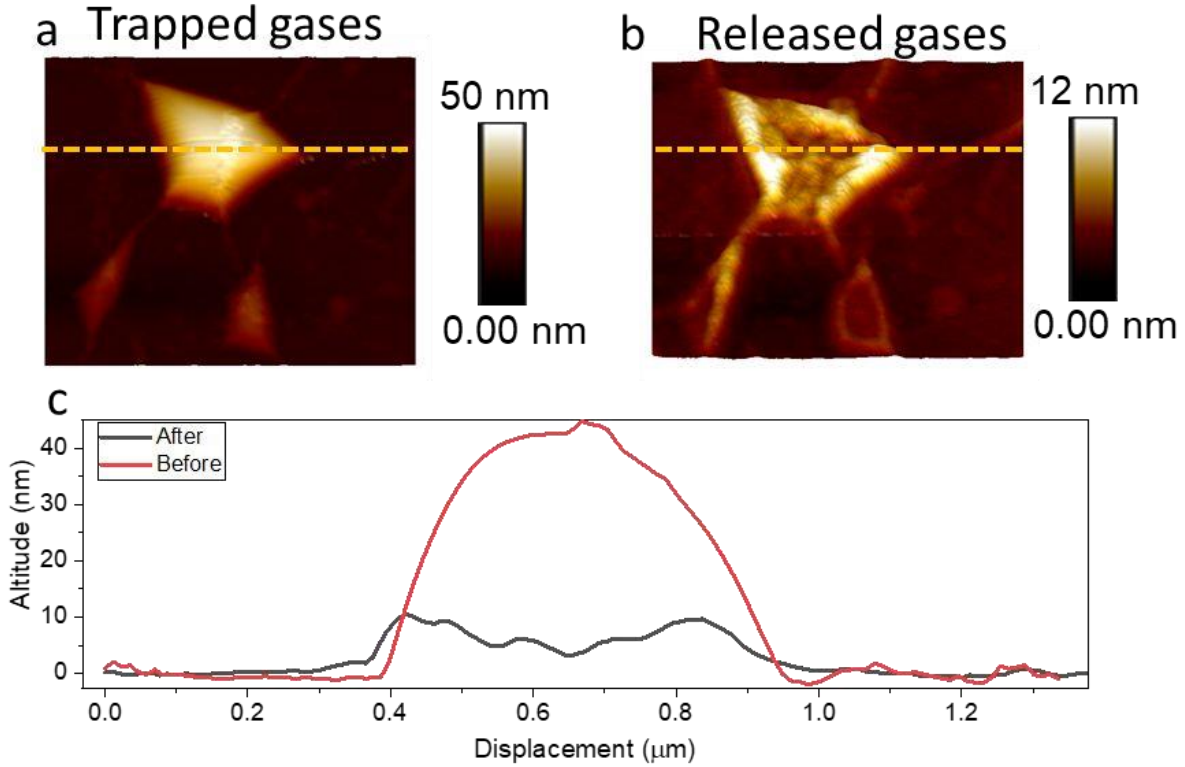 a Trapped gases
50 nm
0.00 nm
b Released gases
12 nm
0.00 nm
c
After
Before
Altitude (nm)
40
30
20
10
0
0.0 0.2 0.4 0.6 0.8 1.0 1.2
Displacement (μm)